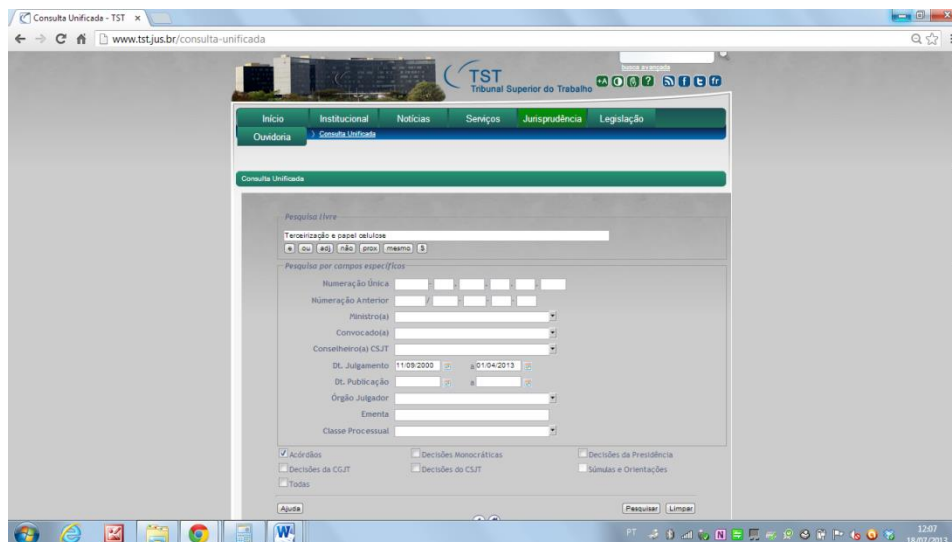 Consulta Unificada - TST
www.tst.jus.br/consulta-unificada
busca avançada
TST
Tribunal Superior do Trabalho
Início Institucional Notícias Serviços Jurisprudência Legislação
Ouvidoria Consulta Unificada
Consulta Unificada
Pesquisa livre
Terceirização e papel celulose
e ou adj não prox mesmo $
Pesquisa por campos específicos
Numeração Única
Númeração Anterior
Ministro(a)
Convocado(a)
Conselheiro(a) CSJT
Dt. Julgamento 11/09/2000 a 01/04/2013
Dt. Publicação a
Órgão Julgador
Ementa
Classe Processual
Acórdãos Decisões Monocráticas Decisões da Presidência
Decisões da CGJT Decisões do CSJT Súmulas e Orientações
Todas
Ajuda Pesquisar Limpar
PT 12:07
18/07/2013